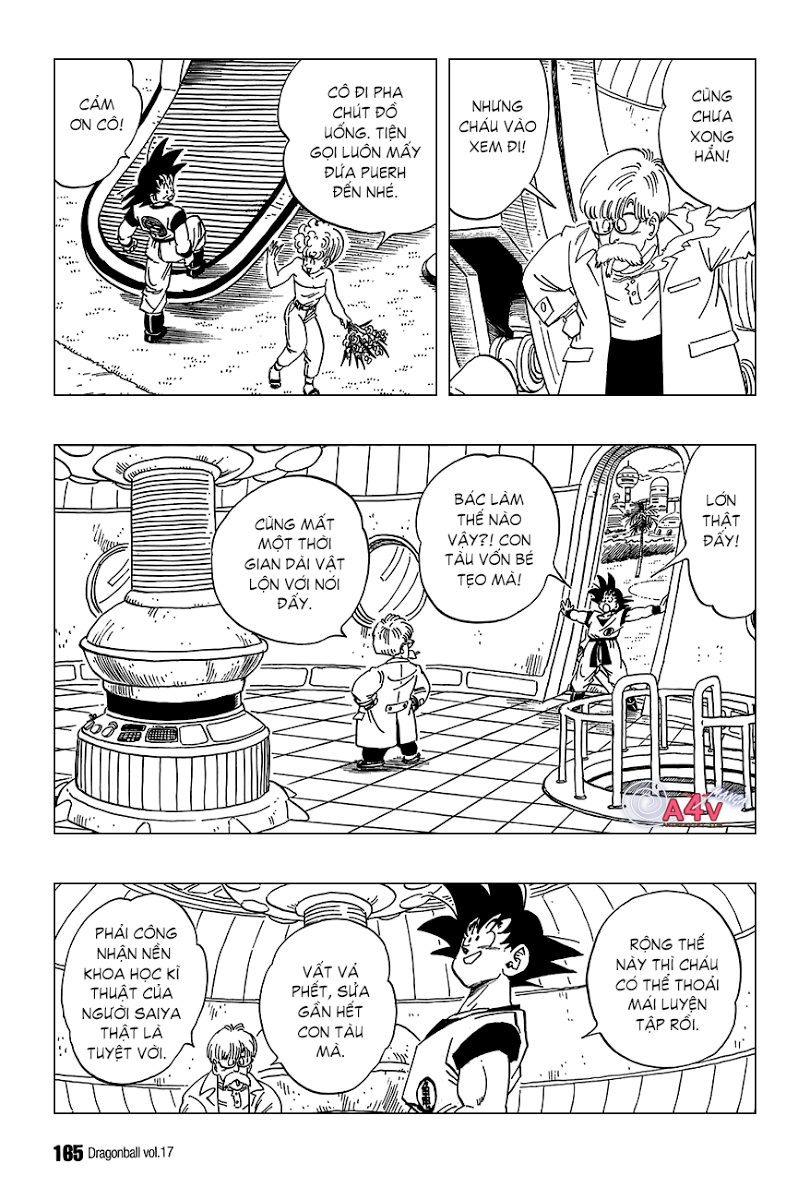 CŨNG
CHƯA
XONG
HẲN!
NHƯNG
CHÁU VÀO
XEM ĐI!
CÔ ĐI PHA
CHÚT ĐỒ
UỐNG. TIỆN
GỌI LUÔN MẤY
ĐỨA PUERH
ĐẾN NHÉ.
CẢM
ƠN CÔ!
LỚN
THẬT
ĐẤY!
BÁC LÀM
THẾ NÀO
VẬY?! CON
TÀU VỐN BÉ
TẸO MÀ!
CŨNG MẤT
MỘT THỜI
GIAN DÀI VẬT
LỘN VỚI NÓI
ĐẤY.
A4V
RỘNG THẾ
NÀY THÌ CHÁU
CÓ THỂ THOẢI
MÁI LUYỆN
TẬP RỒI.
VẤT VẢ
PHẾT, SỬA
GẦN HẾT
CON TÀU
MÀ.
PHẢI CÔNG
NHẬN NỀN
KHOA HỌC KĨ
THUẬT CỦA
NGƯỜI SAIYA
THẬT LÀ
TUYỆT VỜI.
165 Dragonball vol.17